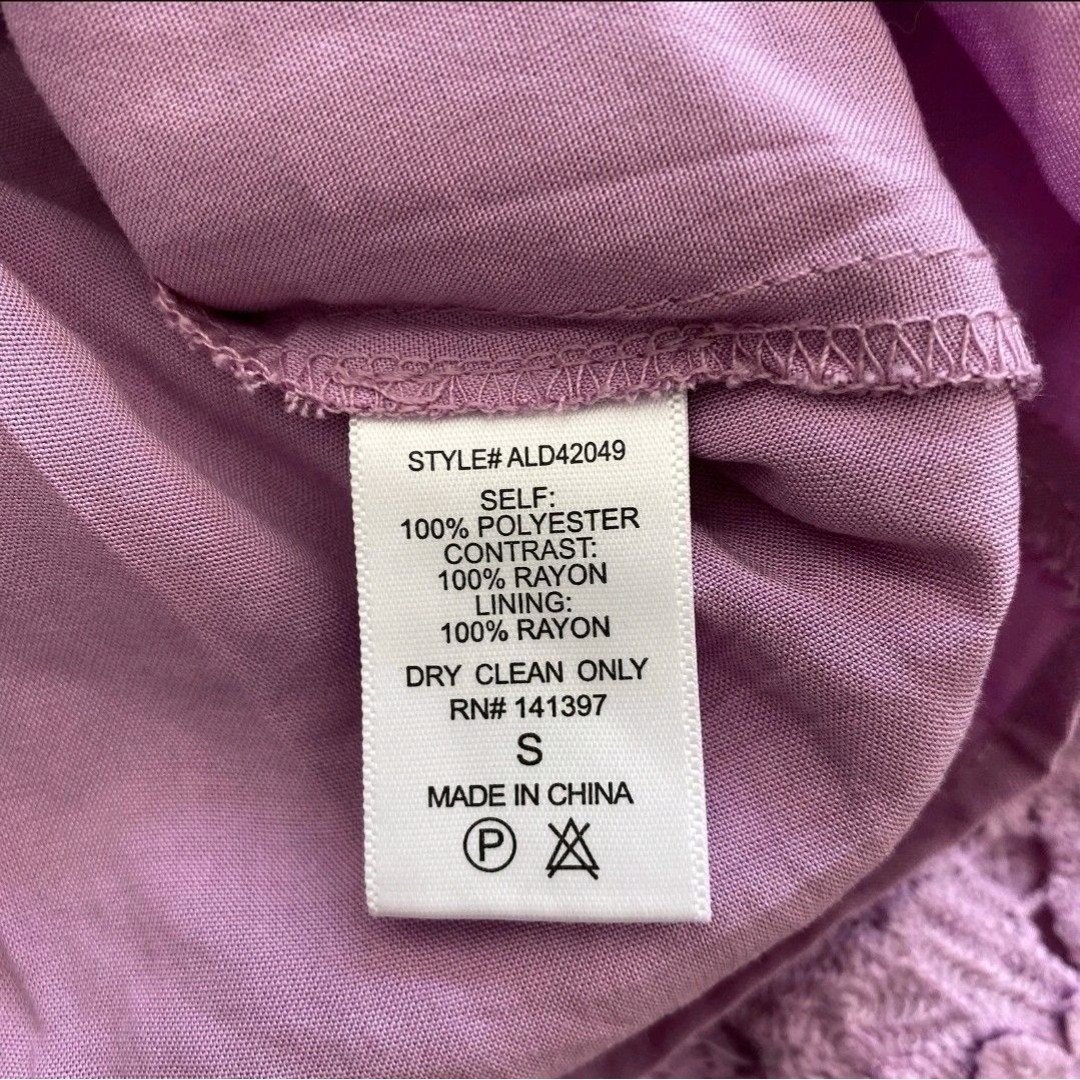 STYLE# ALD42049
SELF:
100% POLYESTER
CONTRAST:
100% RAYON
LINING:
100% RAYON
DRY CLEAN ONLY
RN# 141397
S
MADE IN CHINA
P